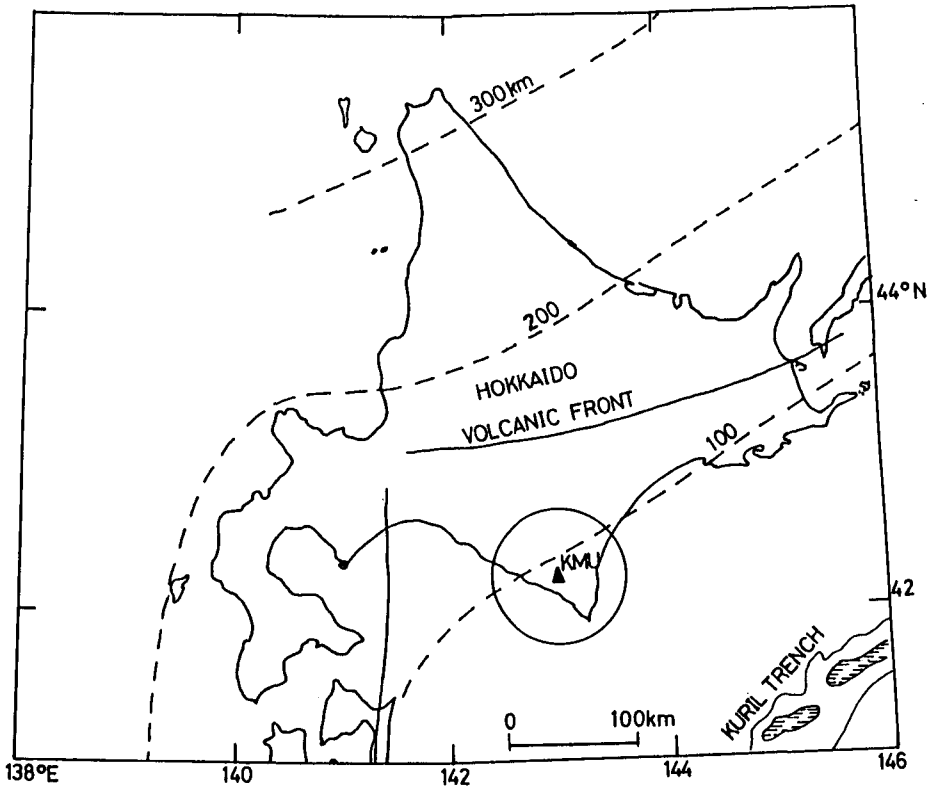 300km
44°N
200
HOKKAIDO
VOLCANIC FRONT
100
KMU
42
KURIL TRENCH
0 100km
138°E 140 142 144 146